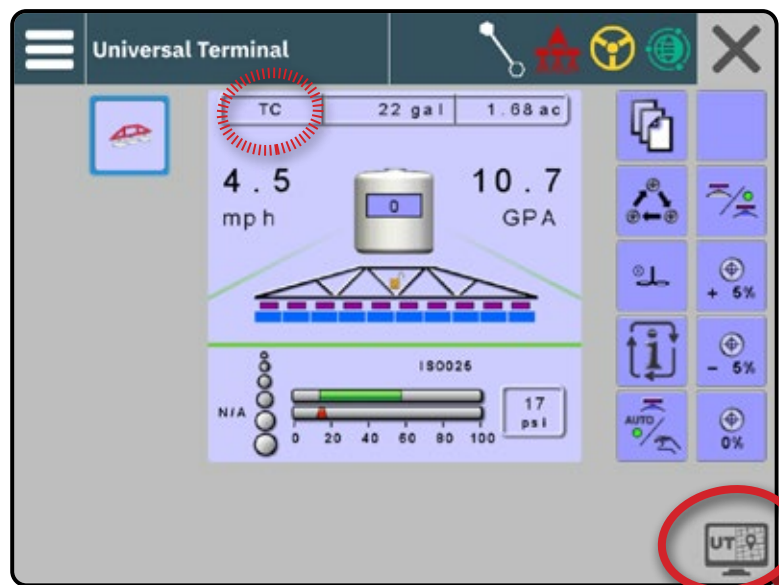 Universal Terminal
TC 22 gal 1.68 ac
4.5 10.7
mph GPA
0
+ 5%
ISO026
- 5%
N/A
17
psi
AUTO
0 20 40 60 80 100
0%
UT